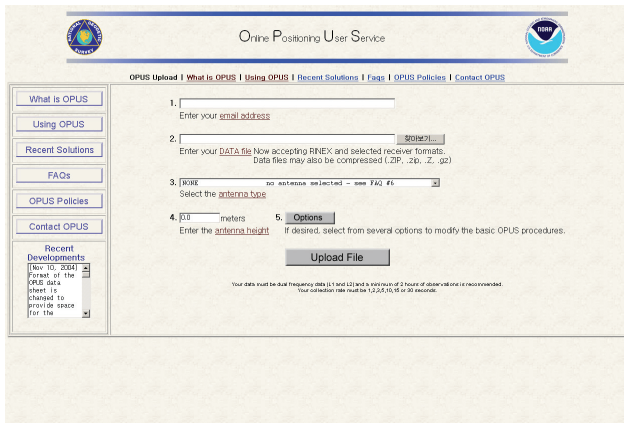 NATIONAL GEODETIC SURVEY
Online Positioning User Service
NOAA
OPUS Upload | What is OPUS | Using OPUS | Recent Solutions | Faqs | OPUS Policies | Contact OPUS
What is OPUS
Using OPUS
Recent Solutions
FAQs
OPUS Policies
Contact OPUS
Recent
Developments
[Nov 10, 2004]
Format of the
OPUS data
sheet is
changed to
provide space
for the
1.
Enter your email address
2. 찾아보기...
Enter your DATA file Now accepting RINEX and selected receiver formats.
Data files may also be compressed (.ZIP, .zip, .Z, .gz)
3. NONE no antenna selected - see FAQ #6
Select the antenna type
4. 0.0 meters 5. Options
Enter the antenna height If desired, select from several options to modify the basic OPUS procedures.
Upload File
Your data must be dual frequency data (L1 and L2) and a minimum of 2 hours of observations is recommended.
Your collection rate must be 1,2,3,5,10,15 or 30 seconds.